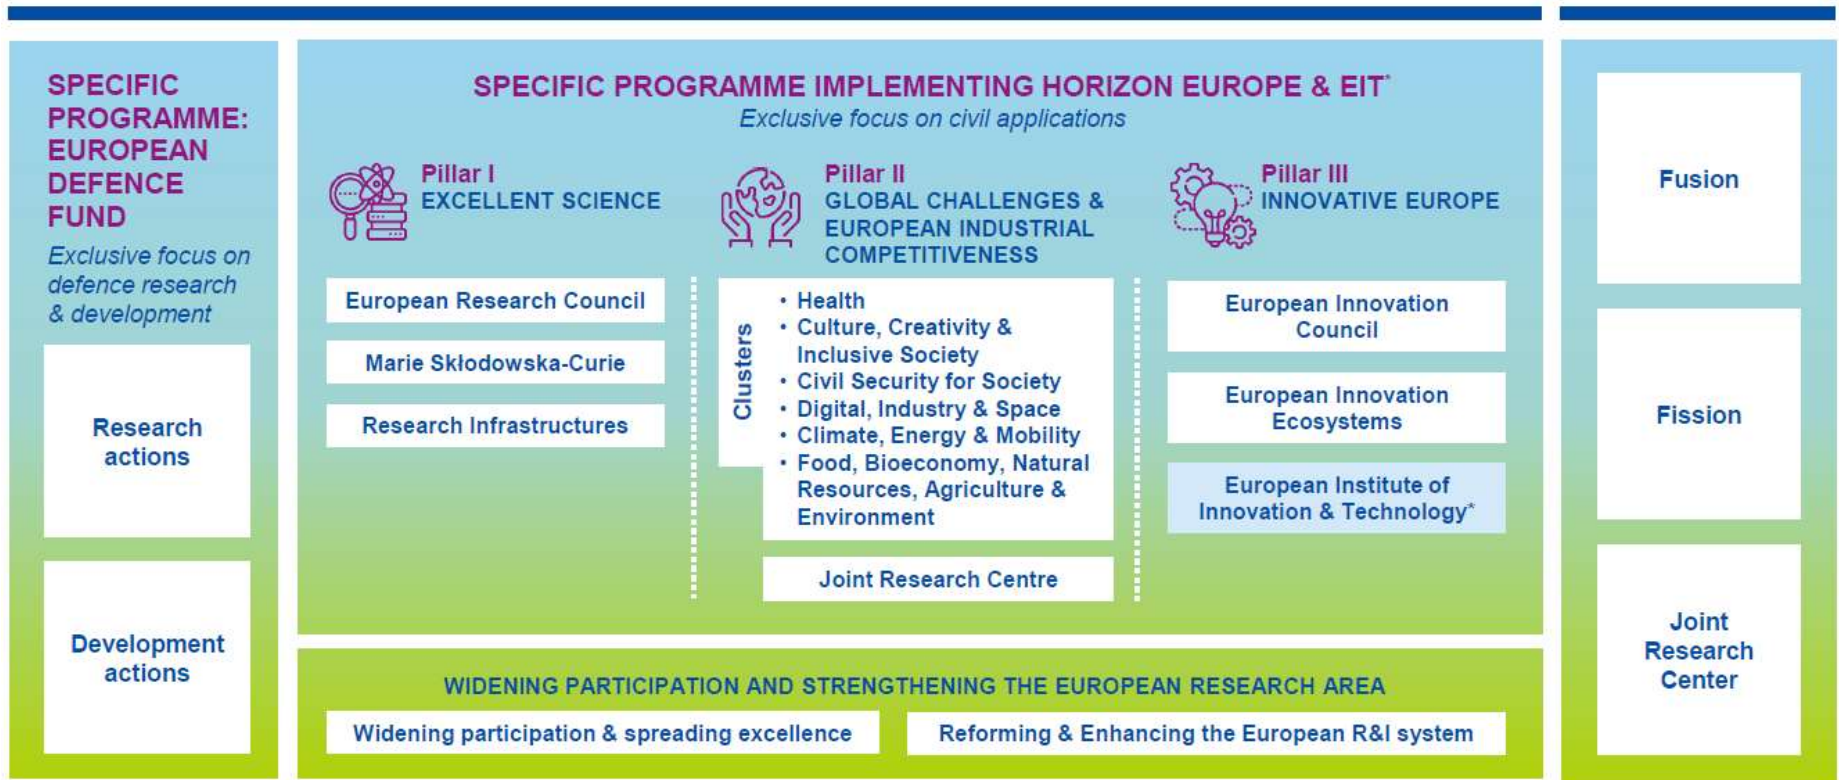 SPECIFIC
PROGRAMME:
EUROPEAN
DEFENCE
FUND
Exclusive focus on
defence research
& development
Research
actions
Development
actions
SPECIFIC PROGRAMME IMPLEMENTING HORIZON EUROPE & EIT*
Exclusive focus on civil applications
Pillar I
EXCELLENT SCIENCE
European Research Council
Marie Skłodowska-Curie
Research Infrastructures
Pillar II
GLOBAL CHALLENGES &
EUROPEAN INDUSTRIAL
COMPETITIVENESS
Clusters
• Health
• Culture, Creativity &
Inclusive Society
• Civil Security for Society
• Digital, Industry & Space
• Climate, Energy & Mobility
• Food, Bioeconomy, Natural
Resources, Agriculture &
Environment
Joint Research Centre
Pillar III
INNOVATIVE EUROPE
European Innovation
Council
European Innovation
Ecosystems
European Institute of
Innovation & Technology*
WIDENING PARTICIPATION AND STRENGTHENING THE EUROPEAN RESEARCH AREA
Widening participation & spreading excellence
Reforming & Enhancing the European R&I system
Fusion
Fission
Joint
Research
Center